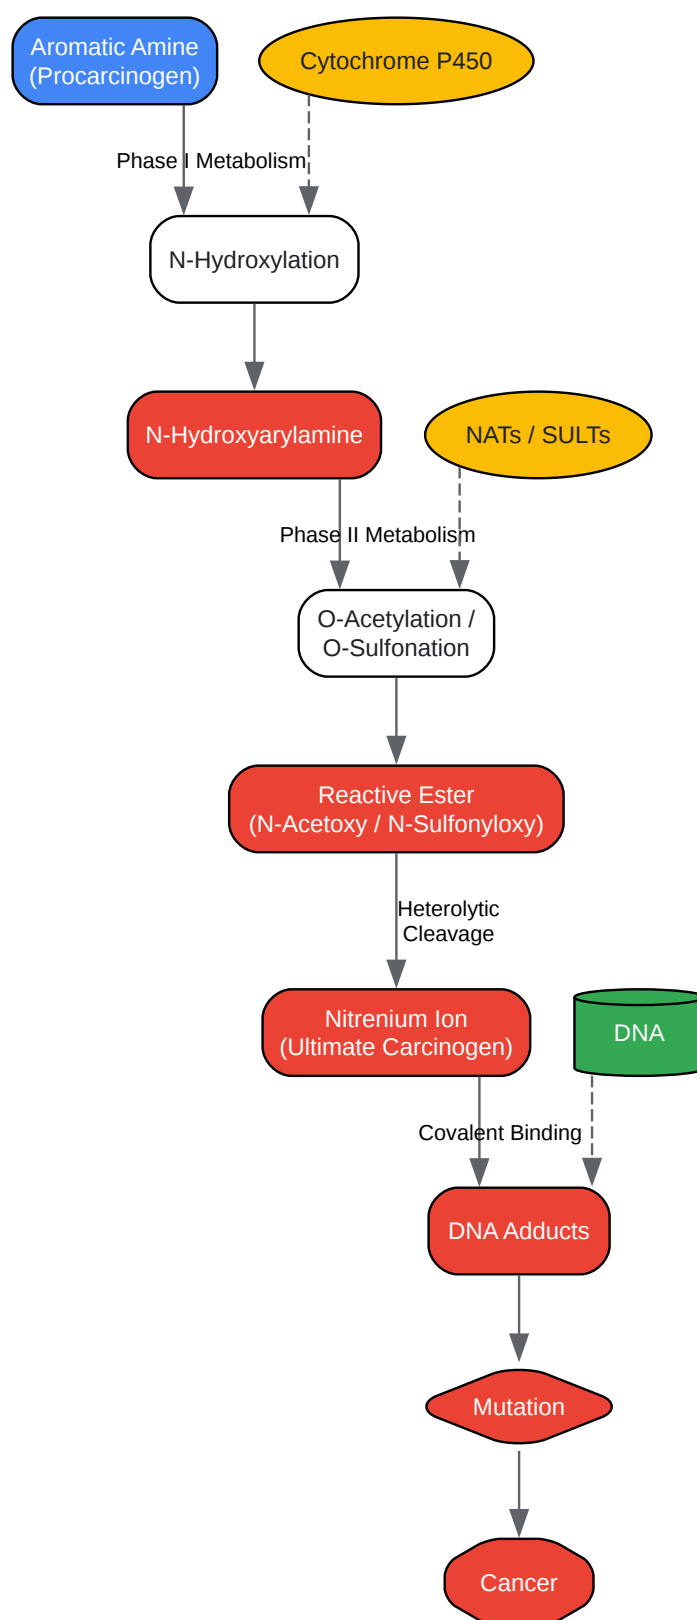 Aromatic Amine
(Procarcinogen)
Cytochrome P450
Phase I Metabolism
N-Hydroxylation
N-Hydroxyarylamine
NATs / SULTs
Phase II Metabolism
O-Acetylation /
O-Sulfonation
Reactive Ester
(N-Acetoxy / N-Sulfonyloxy)
Heterolytic
Cleavage
Nitrenium Ion
(Ultimate Carcinogen)
DNA
Covalent Binding
DNA Adducts
Mutation
Cancer